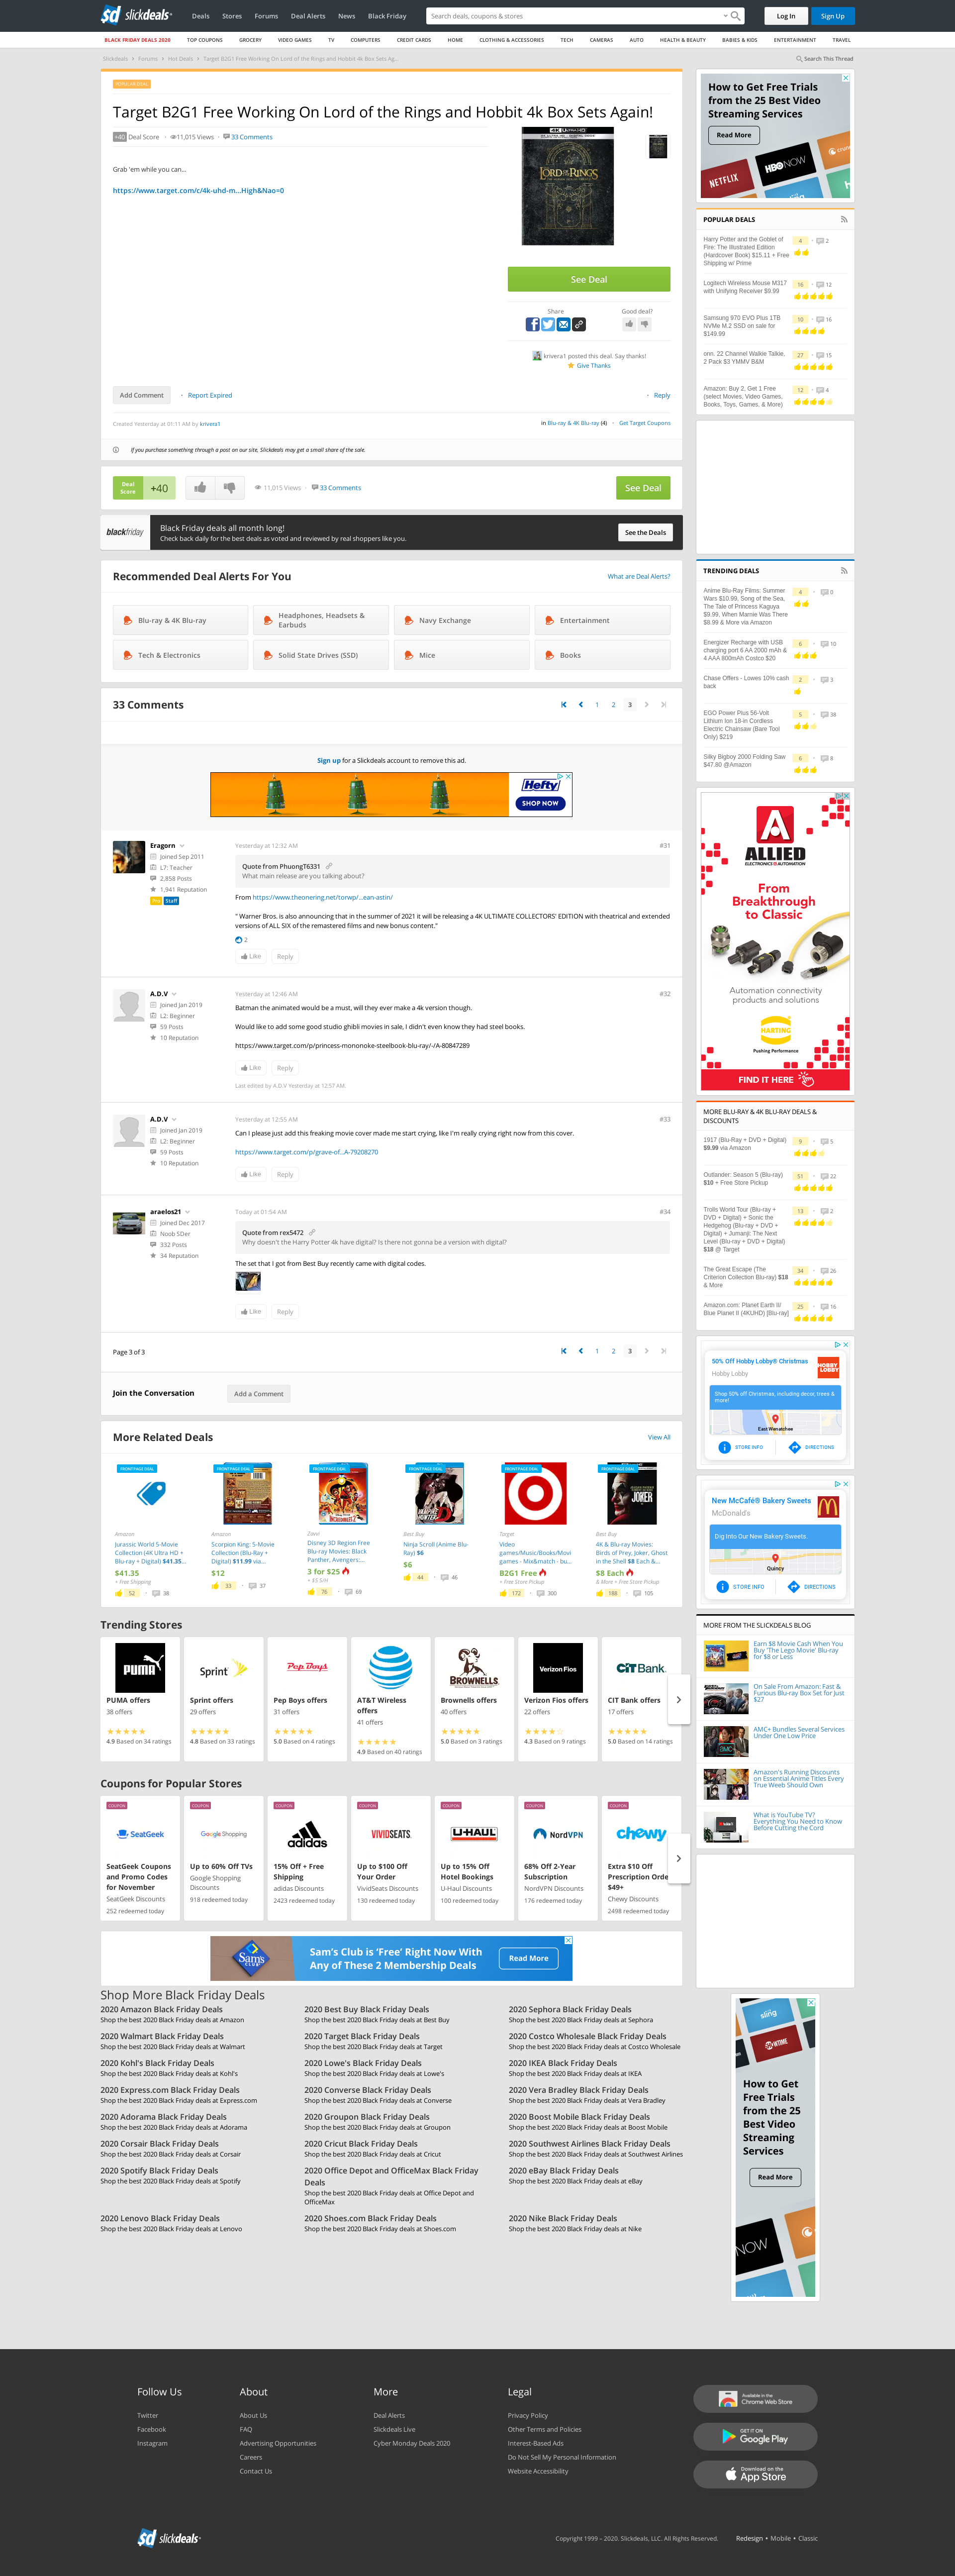 sd slickdeals
Deals
Stores
Forums
Deal Alerts
News
Black Friday
Search deals, coupons & stores
Log In
Sign Up
BLACK FRIDAY DEALS 2020
TOP COUPONS
GROCERY
VIDEO GAMES
TV
COMPUTERS
CREDIT CARDS
HOME
CLOTHING & ACCESSORIES
TECH
CAMERAS
AUTO
HEALTH & BEAUTY
BABIES & KIDS
ENTERTAINMENT
TRAVEL
Slickdeals › Forums › Hot Deals › Target B2G1 Free Working On Lord of the Rings and Hobbit 4k Box Sets Ag...
Search This Thread
POPULAR DEAL
Target B2G1 Free Working On Lord of the Rings and Hobbit 4k Box Sets Again!
+40 Deal Score • 11,015 Views • 33 Comments
Grab 'em while you can...
https://www.target.com/c/4k-uhd-m...High&Nao=0
See Deal
Share
Good deal?
krivera1 posted this deal. Say thanks!
Give Thanks
Add Comment
Report Expired
Reply
Created Yesterday at 01:11 AM by krivera1
in Blu-ray & 4K Blu-ray (4) • Get Target Coupons
If you purchase something through a post on our site, Slickdeals may get a small share of the sale.
Deal Score +40
11,015 Views • 33 Comments
See Deal
blackfriday
Black Friday deals all month long!
Check back daily for the best deals as voted and reviewed by real shoppers like you.
See the Deals
Recommended Deal Alerts For You
What are Deal Alerts?
Blu-ray & 4K Blu-ray
Headphones, Headsets & Earbuds
Navy Exchange
Entertainment
Tech & Electronics
Solid State Drives (SSD)
Mice
Books
33 Comments
1 2 3
Sign up for a Slickdeals account to remove this ad.
Hefty
SHOP NOW
Eragorn
Joined Sep 2011
L7: Teacher
2,858 Posts
1,941 Reputation
Pro Staff
Yesterday at 12:32 AM
#31
Quote from PhuongT6331
What main release are you talking about?
From https://www.theonering.net/torwp/...ean-astin/
" Warner Bros. is also announcing that in the summer of 2021 it will be releasing a 4K ULTIMATE COLLECTORS' EDITION with theatrical and extended
versions of ALL SIX of the remastered films and new bonus content."
2
Like
Reply
A.D.V
Joined Jan 2019
L2: Beginner
59 Posts
10 Reputation
Yesterday at 12:46 AM
#32
Batman the animated would be a must, will they ever make a 4k version though.
Would like to add some good studio ghibli movies in sale, I didn't even know they had steel books.
https://www.target.com/p/princess-mononoke-steelbook-blu-ray/-/A-80847289
Like
Reply
Last edited by A.D.V Yesterday at 12:57 AM.
A.D.V
Joined Jan 2019
L2: Beginner
59 Posts
10 Reputation
Yesterday at 12:55 AM
#33
Can I please just add this freaking movie cover made me start crying, like I'm really crying right now from this cover.
https://www.target.com/p/grave-of...A-79208270
Like
Reply
araelos21
Joined Dec 2017
Noob SDer
332 Posts
34 Reputation
Today at 01:54 AM
#34
Quote from rex5472
Why doesn't the Harry Potter 4k have digital? Is there not gonna be a version with digital?
The set that I got from Best Buy recently came with digital codes.
Like
Reply
Page 3 of 3
1 2 3
Join the Conversation
Add a Comment
More Related Deals
View All
FRONTPAGE DEAL
Amazon
Jurassic World 5-Movie
Collection (4K Ultra HD +
Blu-ray + Digital) $41.35...
$41.35
+ Free Shipping
52 38
FRONTPAGE DEAL
Amazon
Scorpion King: 5-Movie
Collection (Blu-Ray +
Digital) $11.99 via...
$12
33 37
FRONTPAGE DEAL
Zavvi
Disney 3D Region Free
Blu-ray Movies: Black
Panther, Avengers:...
3 for $25
+ $5 S/H
76 69
FRONTPAGE DEAL
Best Buy
Ninja Scroll (Anime Blu-
Ray) $6
$6
44 46
FRONTPAGE DEAL
Target
Video
games/Music/Books/Movi
games - Mix&match - bu...
B2G1 Free
+ Free Store Pickup
172 300
FRONTPAGE DEAL
JOKER
Best Buy
4K & Blu-ray Movies:
Birds of Prey, Joker, Ghost
in the Shell $8 Each &...
$8 Each
& More + Free Store Pickup
188 105
Trending Stores
PUMA
PUMA offers
38 offers
4.9 Based on 34 ratings
Sprint
Sprint offers
29 offers
4.8 Based on 33 ratings
Pep Boys
Pep Boys offers
31 offers
5.0 Based on 4 ratings
AT&T Wireless offers
41 offers
4.9 Based on 40 ratings
BROWNELLS
Brownells offers
40 offers
5.0 Based on 3 ratings
Verizon Fios
Verizon Fios offers
22 offers
4.3 Based on 9 ratings
CIT Bank
CIT Bank offers
17 offers
5.0 Based on 14 ratings
Coupons for Popular Stores
COUPON
SeatGeek
SeatGeek Coupons
and Promo Codes
for November
SeatGeek Discounts
252 redeemed today
COUPON
Google Shopping
Up to 60% Off TVs
Google Shopping
Discounts
918 redeemed today
COUPON
adidas
15% Off + Free
Shipping
adidas Discounts
2423 redeemed today
COUPON
VIVIDSEATS
Up to $100 Off
Your Order
VividSeats Discounts
130 redeemed today
COUPON
U-HAUL
Up to 15% Off
Hotel Bookings
U-Haul Discounts
100 redeemed today
COUPON
NordVPN
68% Off 2-Year
Subscription
NordVPN Discounts
176 redeemed today
COUPON
chewy
Extra $10 Off
Prescription Orde
$49+
Chewy Discounts
2498 redeemed today
Sam's CLUB
Sam's Club is 'Free' Right Now With
Any of These 2 Membership Deals
Read More
Shop More Black Friday Deals
2020 Amazon Black Friday Deals
Shop the best 2020 Black Friday deals at Amazon
2020 Best Buy Black Friday Deals
Shop the best 2020 Black Friday deals at Best Buy
2020 Sephora Black Friday Deals
Shop the best 2020 Black Friday deals at Sephora
2020 Walmart Black Friday Deals
Shop the best 2020 Black Friday deals at Walmart
2020 Target Black Friday Deals
Shop the best 2020 Black Friday deals at Target
2020 Costco Wholesale Black Friday Deals
Shop the best 2020 Black Friday deals at Costco Wholesale
2020 Kohl's Black Friday Deals
Shop the best 2020 Black Friday deals at Kohl's
2020 Lowe's Black Friday Deals
Shop the best 2020 Black Friday deals at Lowe's
2020 IKEA Black Friday Deals
Shop the best 2020 Black Friday deals at IKEA
2020 Express.com Black Friday Deals
Shop the best 2020 Black Friday deals at Express.com
2020 Converse Black Friday Deals
Shop the best 2020 Black Friday deals at Converse
2020 Vera Bradley Black Friday Deals
Shop the best 2020 Black Friday deals at Vera Bradley
2020 Adorama Black Friday Deals
Shop the best 2020 Black Friday deals at Adorama
2020 Groupon Black Friday Deals
Shop the best 2020 Black Friday deals at Groupon
2020 Boost Mobile Black Friday Deals
Shop the best 2020 Black Friday deals at Boost Mobile
2020 Corsair Black Friday Deals
Shop the best 2020 Black Friday deals at Corsair
2020 Cricut Black Friday Deals
Shop the best 2020 Black Friday deals at Cricut
2020 Southwest Airlines Black Friday Deals
Shop the best 2020 Black Friday deals at Southwest Airlines
2020 Spotify Black Friday Deals
Shop the best 2020 Black Friday deals at Spotify
2020 Office Depot and OfficeMax Black Friday
Deals
Shop the best 2020 Black Friday deals at Office Depot and
OfficeMax
2020 eBay Black Friday Deals
Shop the best 2020 Black Friday deals at eBay
2020 Lenovo Black Friday Deals
Shop the best 2020 Black Friday deals at Lenovo
2020 Shoes.com Black Friday Deals
Shop the best 2020 Black Friday deals at Shoes.com
2020 Nike Black Friday Deals
Shop the best 2020 Black Friday deals at Nike
How to Get Free Trials
from the 25 Best Video
Streaming Services
Read More
NETFLIX
HBO NOW
POPULAR DEALS
Harry Potter and the Goblet of
Fire: The Illustrated Edition
(Hardcover Book) $15.11 + Free
Shipping w/ Prime
4 2
Logitech Wireless Mouse M317
with Unifying Receiver $9.99
16 12
Samsung 970 EVO Plus 1TB
NVMe M.2 SSD on sale for
$149.99
10 16
onn. 22 Channel Walkie Talkie,
2 Pack $3 YMMV B&M
27 15
Amazon: Buy 2, Get 1 Free
(select Movies, Video Games,
Books, Toys, Games, & More)
12 4
TRENDING DEALS
Anime Blu-Ray Films: Summer
Wars $10.99, Song of the Sea,
The Tale of Princess Kaguya
$9.99, When Marnie Was There
$8.99 & More via Amazon
4 0
Energizer Recharge with USB
charging port 6 AA 2000 mAh &
4 AAA 800mAh Costco $20
6 10
Chase Offers - Lowes 10% cash
back
2 3
EGO Power Plus 56-Volt
Lithium Ion 18-in Cordless
Electric Chainsaw (Bare Tool
Only) $219
5 38
Silky Bigboy 2000 Folding Saw
$47.80 @Amazon
6 8
ALLIED
ELECTRONICS & AUTOMATION
From
Breakthrough
to Classic
Automation connectivity
products and solutions
HARTING
Pushing Performance
FIND IT HERE
MORE BLU-RAY & 4K BLU-RAY DEALS &
DISCOUNTS
1917 (Blu-Ray + DVD + Digital)
$9.99 via Amazon
9 5
Outlander: Season 5 (Blu-ray)
$10 + Free Store Pickup
51 22
Trolls World Tour (Blu-ray +
DVD + Digital) + Sonic the
Hedgehog (Blu-ray + DVD +
Digital) + Jumanji: The Next
Level (Blu-ray + DVD + Digital)
$18 @ Target
13 2
The Great Escape (The
Criterion Collection Blu-ray) $18
& More
34 26
Amazon.com: Planet Earth II/
Blue Planet II (4KUHD) [Blu-ray]
25 16
50% Off Hobby Lobby® Christmas
Hobby Lobby
HOBBY LOBBY
Shop 50% off Christmas, including decor, trees &
more!
East Wenatchee
STORE INFO
DIRECTIONS
New McCafé® Bakery Sweets
McDonald's
Dig Into Our New Bakery Sweets.
Quincy
STORE INFO
DIRECTIONS
MORE FROM THE SLICKDEALS BLOG
Earn $8 Movie Cash When You
Buy 'The Lego Movie' Blu-ray
for $8 or Less
On Sale From Amazon: Fast &
Furious Blu-ray Box Set for Just
$27
AMC+ Bundles Several Services
Under One Low Price
Amazon's Running Discounts
on Essential Anime Titles Every
True Weeb Should Own
What is YouTube TV?
Everything You Need to Know
Before Cutting the Cord
sling
SHOWTIME
How to Get
Free Trials
from the 25
Best Video
Streaming
Services
Read More
NOW
Follow Us
Twitter
Facebook
Instagram
About
About Us
FAQ
Advertising Opportunities
Careers
Contact Us
More
Deal Alerts
Slickdeals Live
Cyber Monday Deals 2020
Legal
Privacy Policy
Other Terms and Policies
Interest-Based Ads
Do Not Sell My Personal Information
Website Accessibility
Available in the
Chrome Web Store
GET IT ON
Google Play
Download on the
App Store
sd slickdeals
Copyright 1999 – 2020. Slickdeals, LLC. All Rights Reserved.
Redesign • Mobile • Classic